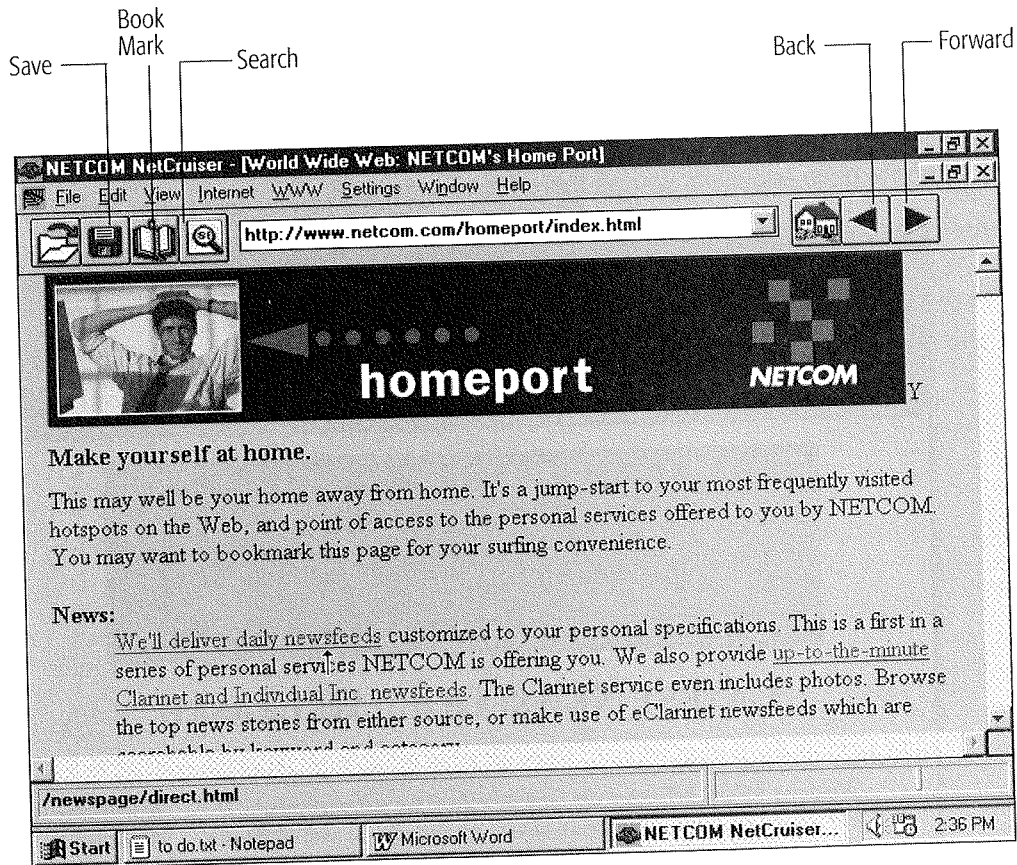 Book
Mark
Save
Search
Back
Forward
NETCOM NetCruiser - [World Wide Web: NETCOM's Home Port]
File Edit View Internet WWW Settings Window Help
http://www.netcom.com/homeport/index.html
homeport
NETCOM
Y
Make yourself at home.
This may well be your home away from home. It's a jump-start to your most frequently visited
hotspots on the Web, and point of access to the personal services offered to you by NETCOM.
You may want to bookmark this page for your surfing convenience.
News:
We'll deliver daily newsfeeds customized to your personal specifications. This is a first in a
series of personal services NETCOM is offering you. We also provide up-to-the-minute
Clarinet and Individual Inc. newsfeeds. The Clarinet service even includes photos. Browse
the top news stories from either source, or make use of eClarinet newsfeeds which are
searchable by keyword and category.
/newspage/direct.html
Start to do.txt - Notepad Microsoft Word NETCOM NetCruiser... 2:36 PM